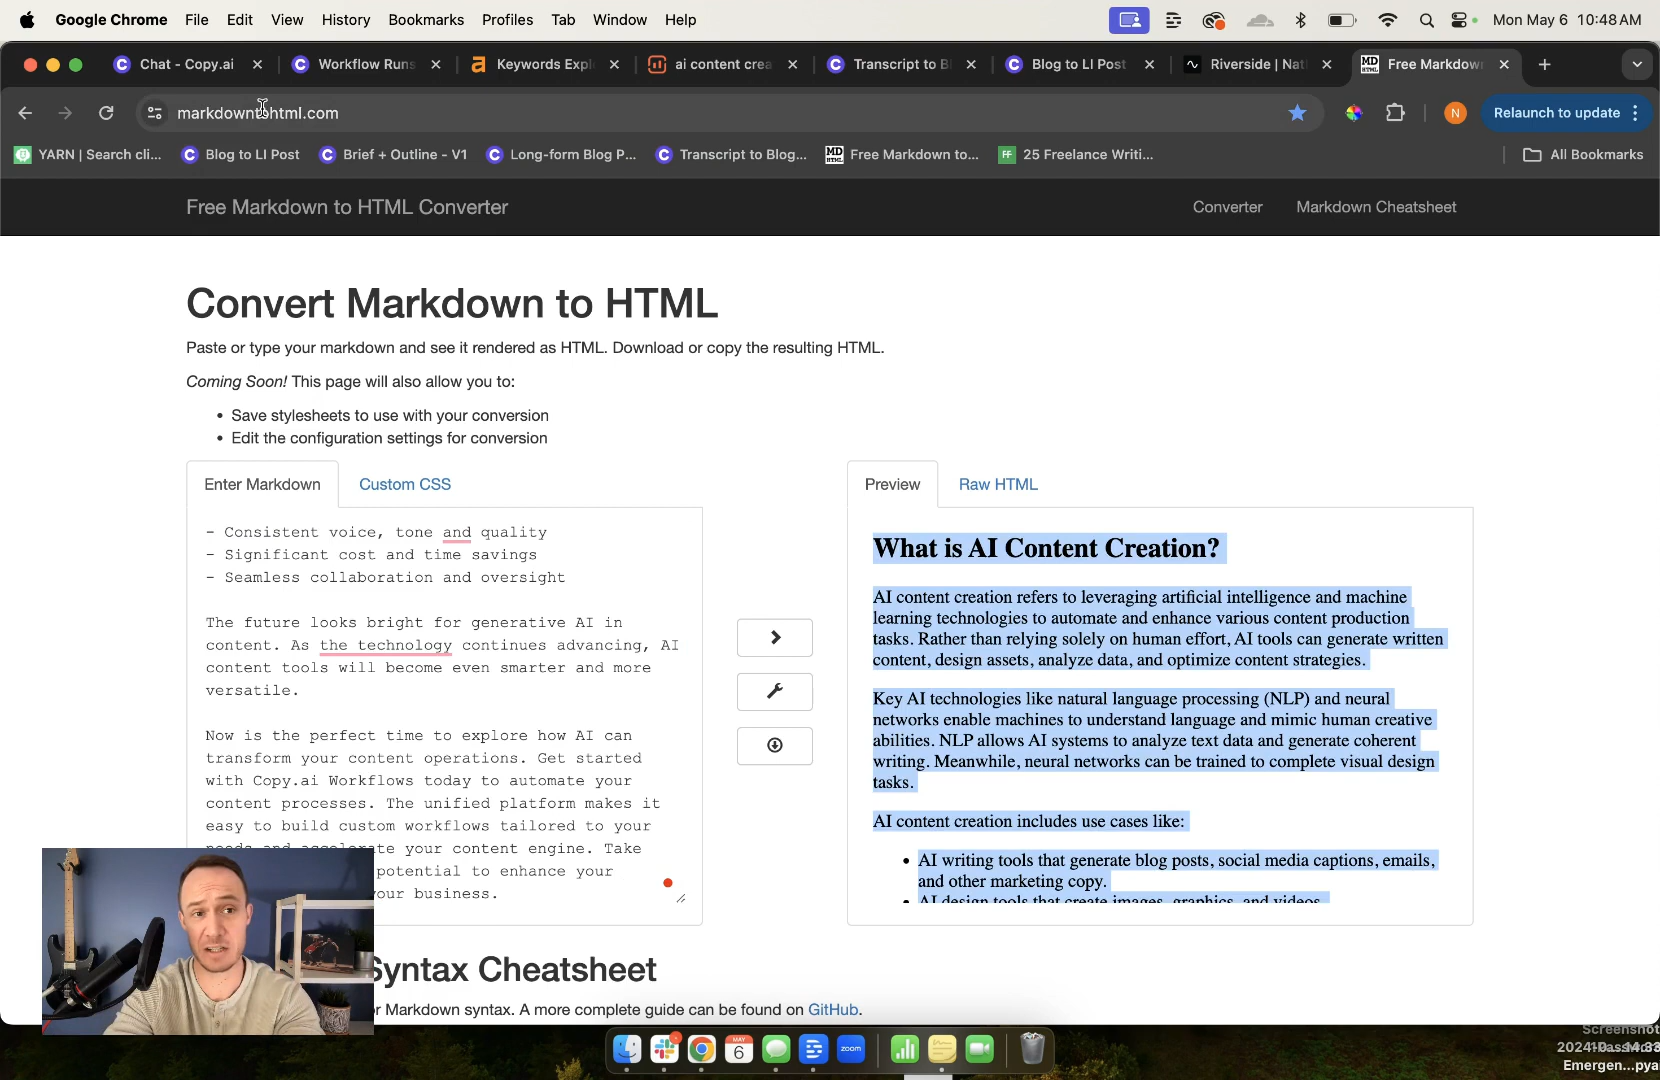 Google Chrome File Edit View History Bookmarks Profiles Tab Window Help
Mon May 6 10:48 AM
Chat - Copy.ai
Workflow Runs
Keywords Expl
ai content crea
Transcript to Bl
Blog to LI Post
Riverside | Nat
MD
HTML
Free Markdown
markdowntohtml.com
N
Relaunch to update
YARN | Search cli...
Blog to LI Post
Brief + Outline - V1
Long-form Blog P...
Transcript to Blog...
MD
HTML
Free Markdown to...
FF
25 Freelance Writi...
All Bookmarks
Free Markdown to HTML Converter
Converter
Markdown Cheatsheet
Convert Markdown to HTML
Paste or type your markdown and see it rendered as HTML. Download or copy the resulting HTML.
Coming Soon! This page will also allow you to:
• Save stylesheets to use with your conversion
• Edit the configuration settings for conversion
Enter Markdown
Custom CSS
- Consistent voice, tone and quality
- Significant cost and time savings
- Seamless collaboration and oversight
The future looks bright for generative AI in
content. As the technology continues advancing, AI
content tools will become even smarter and more
versatile.
Now is the perfect time to explore how AI can
transform your content operations. Get started
with Copy.ai Workflows today to automate your
content processes. The unified platform makes it
easy to build custom workflows tailored to your
needs and accelerate your content engine. Take
potential to enhance your
our business.
Preview
Raw HTML
What is AI Content Creation?
AI content creation refers to leveraging artificial intelligence and machine
learning technologies to automate and enhance various content production
tasks. Rather than relying solely on human effort, AI tools can generate written
content, design assets, analyze data, and optimize content strategies.
Key AI technologies like natural language processing (NLP) and neural
networks enable machines to understand language and mimic human creative
abilities. NLP allows AI systems to analyze text data and generate coherent
writing. Meanwhile, neural networks can be trained to complete visual design
tasks.
AI content creation includes use cases like:
• AI writing tools that generate blog posts, social media captions, emails,
and other marketing copy.
• AI design tools that create images, graphics, and videos.
Syntax Cheatsheet
r Markdown syntax. A more complete guide can be found on GitHub.
MAY
6
zoom
Screenshot
Emergen...pya